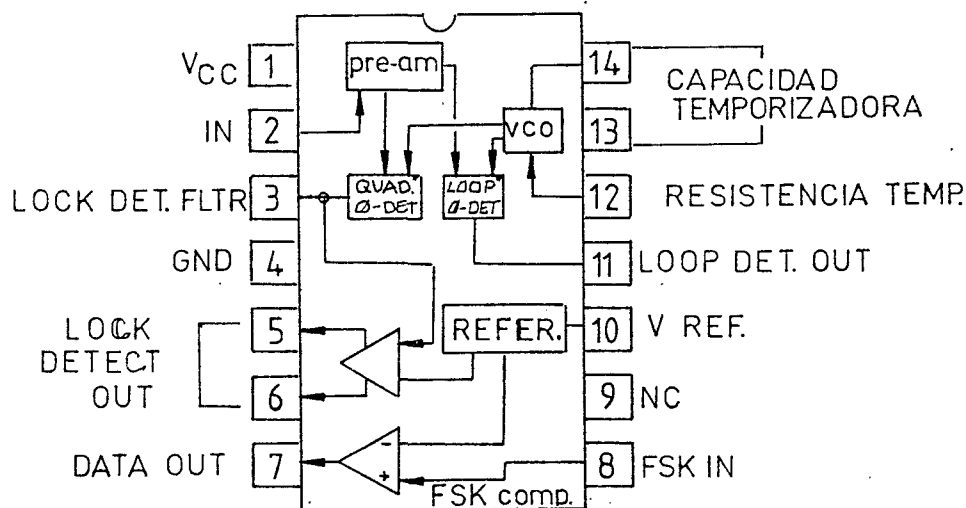 VCC 1
IN 2
LOCK DET. FLTR 3
GND 4
LOCK
DETECT
OUT
5
6
DATA OUT 7
pre-am
VCO
QUAD.
Ø-DET
LOOP
Ø-DET
REFER.
FSK comp.
-
+
14
13
CAPACIDAD
TEMPORIZADORA
12 RESISTENCIA TEMP.
11 LOOP DET. OUT
10 V REF.
9 NC
8 FSK IN